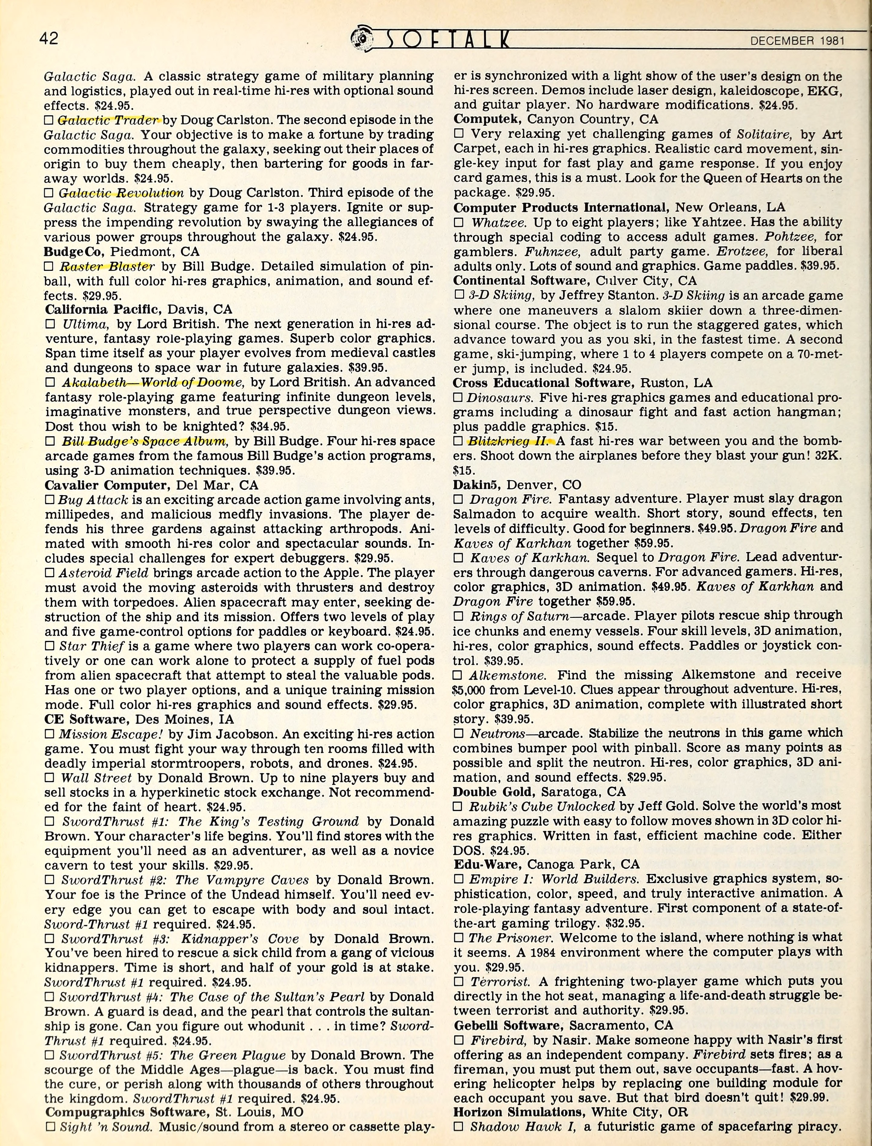 42
SOFTALK
DECEMBER 1981
Galactic Saga. A classic strategy game of military planning
and logistics, played out in real-time hi-res with optional sound
effects. $24.95.
☐ Galactic Trader by Doug Carlston. The second episode in the
Galactic Saga. Your objective is to make a fortune by trading
commodities throughout the galaxy, seeking out their places of
origin to buy them cheaply, then bartering for goods in far-
away worlds. $24.95.
☐ Galactic Revolution by Doug Carlston. Third episode of the
Galactic Saga. Strategy game for 1-3 players. Ignite or sup-
press the impending revolution by swaying the allegiances of
various power groups throughout the galaxy. $24.95.
BudgeCo, Piedmont, CA
☐ Raster Blaster by Bill Budge. Detailed simulation of pin-
ball, with full color hi-res graphics, animation, and sound ef-
fects. $29.95.
California Pacific, Davis, CA
☐ Ultima, by Lord British. The next generation in hi-res ad-
venture, fantasy role-playing games. Superb color graphics.
Span time itself as your player evolves from medieval castles
and dungeons to space war in future galaxies. $39.95.
☐ Akalabeth—World of Doome, by Lord British. An advanced
fantasy role-playing game featuring infinite dungeon levels,
imaginative monsters, and true perspective dungeon views.
Dost thou wish to be knighted? $34.95.
☐ Bill Budge's Space Album, by Bill Budge. Four hi-res space
arcade games from the famous Bill Budge's action programs,
using 3-D animation techniques. $39.95.
Cavalier Computer, Del Mar, CA
☐ Bug Attack is an exciting arcade action game involving ants,
millipedes, and malicious medfly invasions. The player de-
fends his three gardens against attacking arthropods. Ani-
mated with smooth hi-res color and spectacular sounds. In-
cludes special challenges for expert debuggers. $29.95.
☐ Asteroid Field brings arcade action to the Apple. The player
must avoid the moving asteroids with thrusters and destroy
them with torpedoes. Alien spacecraft may enter, seeking de-
struction of the ship and its mission. Offers two levels of play
and five game-control options for paddles or keyboard. $24.95.
☐ Star Thief is a game where two players can work co-opera-
tively or one can work alone to protect a supply of fuel pods
from alien spacecraft that attempt to steal the valuable pods.
Has one or two player options, and a unique training mission
mode. Full color hi-res graphics and sound effects. $29.95.
CE Software, Des Moines, IA
☐ Mission Escape! by Jim Jacobson. An exciting hi-res action
game. You must fight your way through ten rooms filled with
deadly imperial stormtroopers, robots, and drones. $24.95.
☐ Wall Street by Donald Brown. Up to nine players buy and
sell stocks in a hyperkinetic stock exchange. Not recommend-
ed for the faint of heart. $24.95.
☐ SwordThrust #1: The King's Testing Ground by Donald
Brown. Your character's life begins. You'll find stores with the
equipment you'll need as an adventurer, as well as a novice
cavern to test your skills. $29.95.
☐ SwordThrust #2: The Vampyre Caves by Donald Brown.
Your foe is the Prince of the Undead himself. You'll need ev-
ery edge you can get to escape with body and soul intact.
Sword-Thrust #1 required. $24.95.
☐ SwordThrust #3: Kidnapper's Cove by Donald Brown.
You've been hired to rescue a sick child from a gang of vicious
kidnappers. Time is short, and half of your gold is at stake.
SwordThrust #1 required. $24.95.
☐ SwordThrust #4: The Case of the Sultan's Pearl by Donald
Brown. A guard is dead, and the pearl that controls the sultan-
ship is gone. Can you figure out whodunit . . . in time? Sword-
Thrust #1 required. $24.95.
☐ SwordThrust #5: The Green Plague by Donald Brown. The
scourge of the Middle Ages—plague—is back. You must find
the cure, or perish along with thousands of others throughout
the kingdom. SwordThrust #1 required. $24.95.
Compugraphics Software, St. Louis, MO
☐ Sight 'n Sound. Music/sound from a stereo or cassette play-
er is synchronized with a light show of the user's design on the
hi-res screen. Demos include laser design, kaleidoscope, EKG,
and guitar player. No hardware modifications. $24.95.
Computek, Canyon Country, CA
☐ Very relaxing yet challenging games of Solitaire, by Art
Carpet, each in hi-res graphics. Realistic card movement, sin-
gle-key input for fast play and game response. If you enjoy
card games, this is a must. Look for the Queen of Hearts on the
package. $29.95.
Computer Products International, New Orleans, LA
☐ Whatzee. Up to eight players; like Yahtzee. Has the ability
through special coding to access adult games. Pohtzee, for
gamblers. Fuhnzee, adult party game. Erotzee, for liberal
adults only. Lots of sound and graphics. Game paddles. $39.95.
Continental Software, Culver City, CA
☐ 3-D Skiing, by Jeffrey Stanton. 3-D Skiing is an arcade game
where one maneuvers a slalom skiier down a three-dimen-
sional course. The object is to run the staggered gates, which
advance toward you as you ski, in the fastest time. A second
game, ski-jumping, where 1 to 4 players compete on a 70-met-
er jump, is included. $24.95.
Cross Educational Software, Ruston, LA
☐ Dinosaurs. Five hi-res graphics games and educational pro-
grams including a dinosaur fight and fast action hangman;
plus paddle graphics. $15.
☐ Blitzkrieg II. A fast hi-res war between you and the bomb-
ers. Shoot down the airplanes before they blast your gun! 32K.
$15.
Dakin5, Denver, CO
☐ Dragon Fire. Fantasy adventure. Player must slay dragon
Salmadon to acquire wealth. Short story, sound effects, ten
levels of difficulty. Good for beginners. $49.95. Dragon Fire and
Kaves of Karkhan together $59.95.
☐ Kaves of Karkhan. Sequel to Dragon Fire. Lead adventur-
ers through dangerous caverns. For advanced gamers. Hi-res,
color graphics, 3D animation. $49.95. Kaves of Karkhan and
Dragon Fire together $59.95.
☐ Rings of Saturn—arcade. Player pilots rescue ship through
ice chunks and enemy vessels. Four skill levels, 3D animation,
hi-res, color graphics, sound effects. Paddles or joystick con-
trol. $39.95.
☐ Alkemstone. Find the missing Alkemstone and receive
$5,000 from Level-10. Clues appear throughout adventure. Hi-res,
color graphics, 3D animation, complete with illustrated short
story. $39.95.
☐ Neutrons—arcade. Stabilize the neutrons in this game which
combines bumper pool with pinball. Score as many points as
possible and split the neutron. Hi-res, color graphics, 3D ani-
mation, and sound effects. $29.95.
Double Gold, Saratoga, CA
☐ Rubik's Cube Unlocked by Jeff Gold. Solve the world's most
amazing puzzle with easy to follow moves shown in 3D color hi-
res graphics. Written in fast, efficient machine code. Either
DOS. $24.95.
Edu-Ware, Canoga Park, CA
☐ Empire I: World Builders. Exclusive graphics system, so-
phistication, color, speed, and truly interactive animation. A
role-playing fantasy adventure. First component of a state-of-
the-art gaming trilogy. $32.95.
☐ The Prisoner. Welcome to the island, where nothing is what
it seems. A 1984 environment where the computer plays with
you. $29.95.
☐ Terrorist. A frightening two-player game which puts you
directly in the hot seat, managing a life-and-death struggle be-
tween terrorist and authority. $29.95.
Gebelli Software, Sacramento, CA
☐ Firebird, by Nasir. Make someone happy with Nasir's first
offering as an independent company. Firebird sets fires; as a
fireman, you must put them out, save occupants—fast. A hov-
ering helicopter helps by replacing one building module for
each occupant you save. But that bird doesn't quit! $29.99.
Horizon Simulations, White City, OR
☐ Shadow Hawk I, a futuristic game of spacefaring piracy.